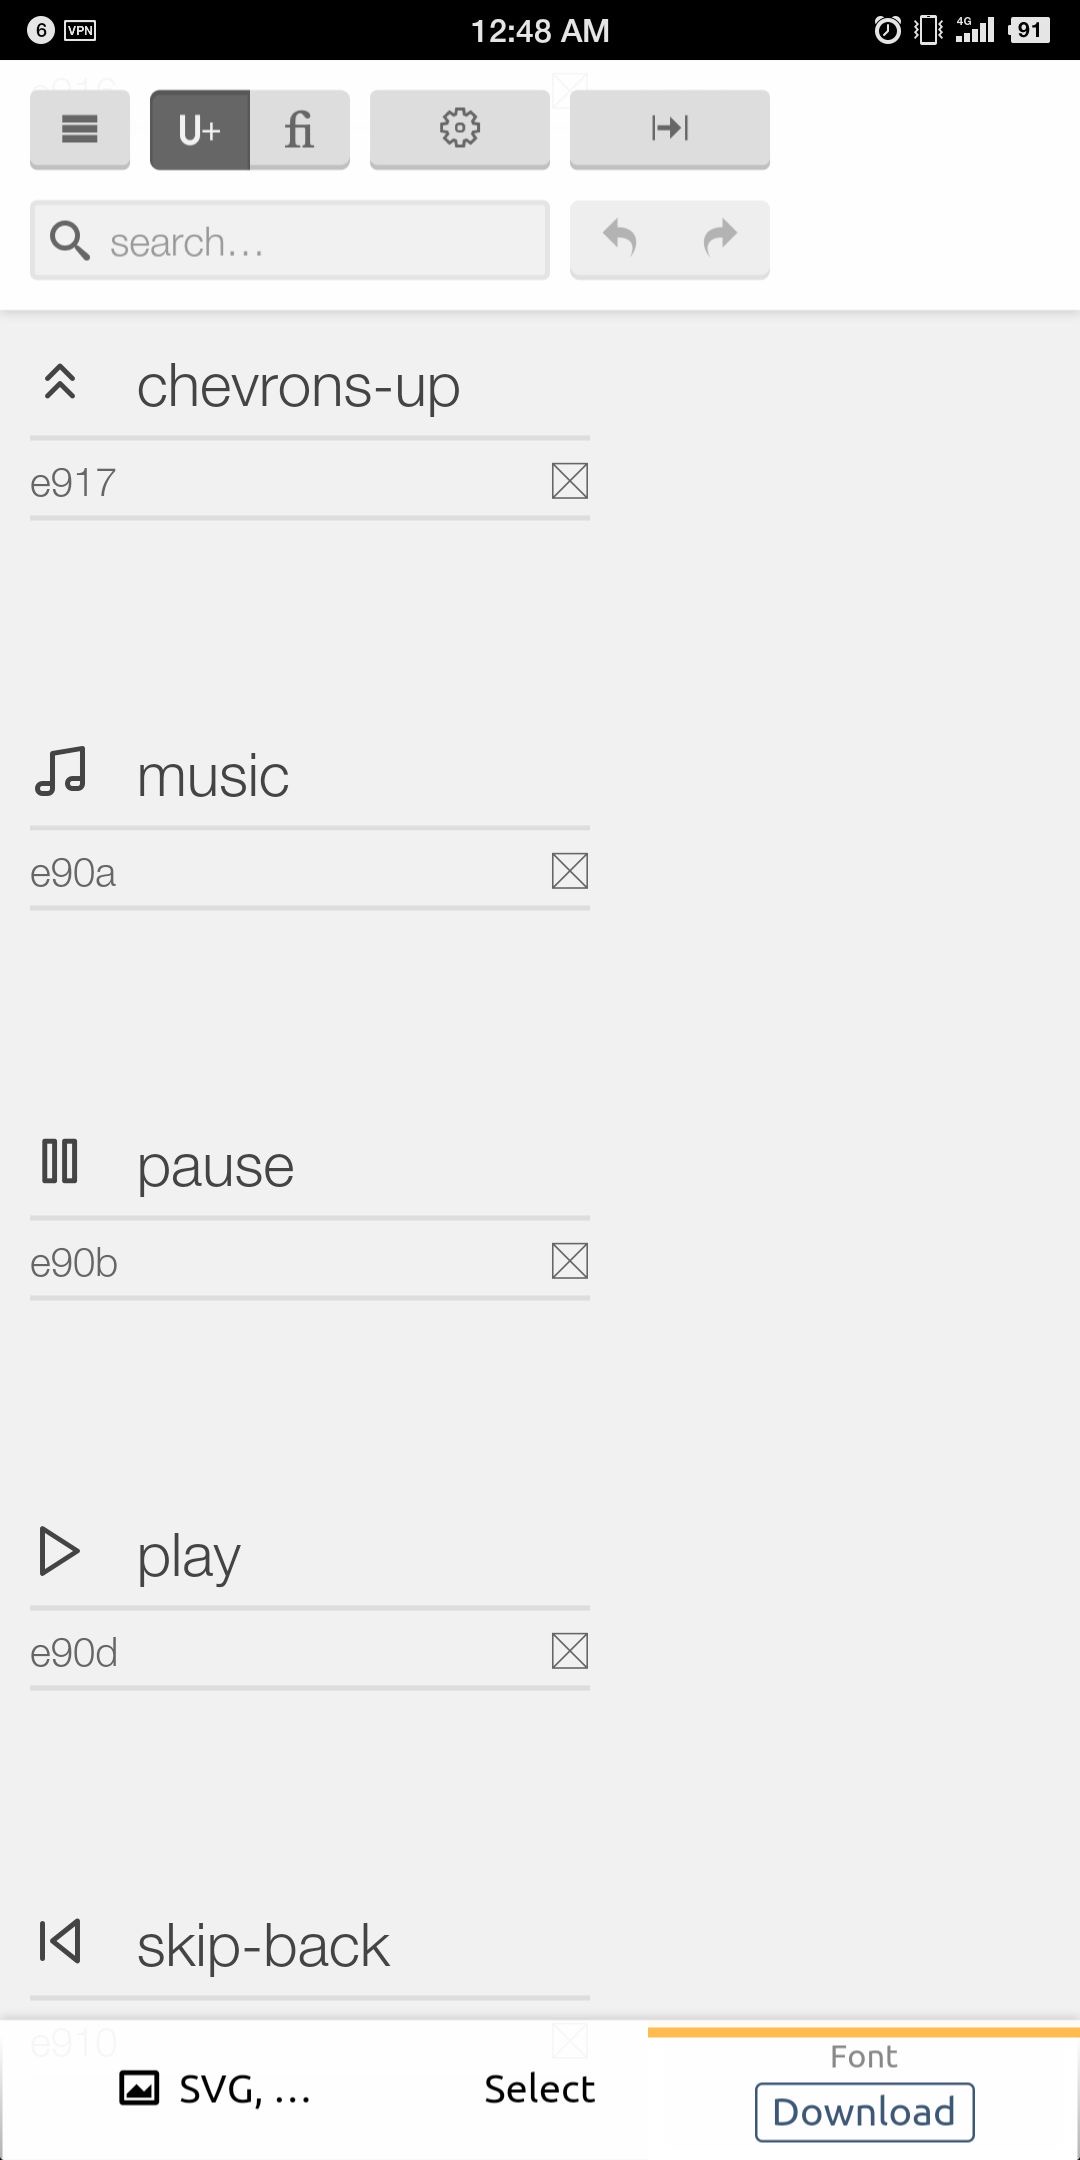 6 VPN 12:48 AM 4G 91
e916
U+ fi
search...
chevrons-up
e917
music
e90a
pause
e90b
play
e90d
skip-back
e910
Font
SVG, ... Select Download